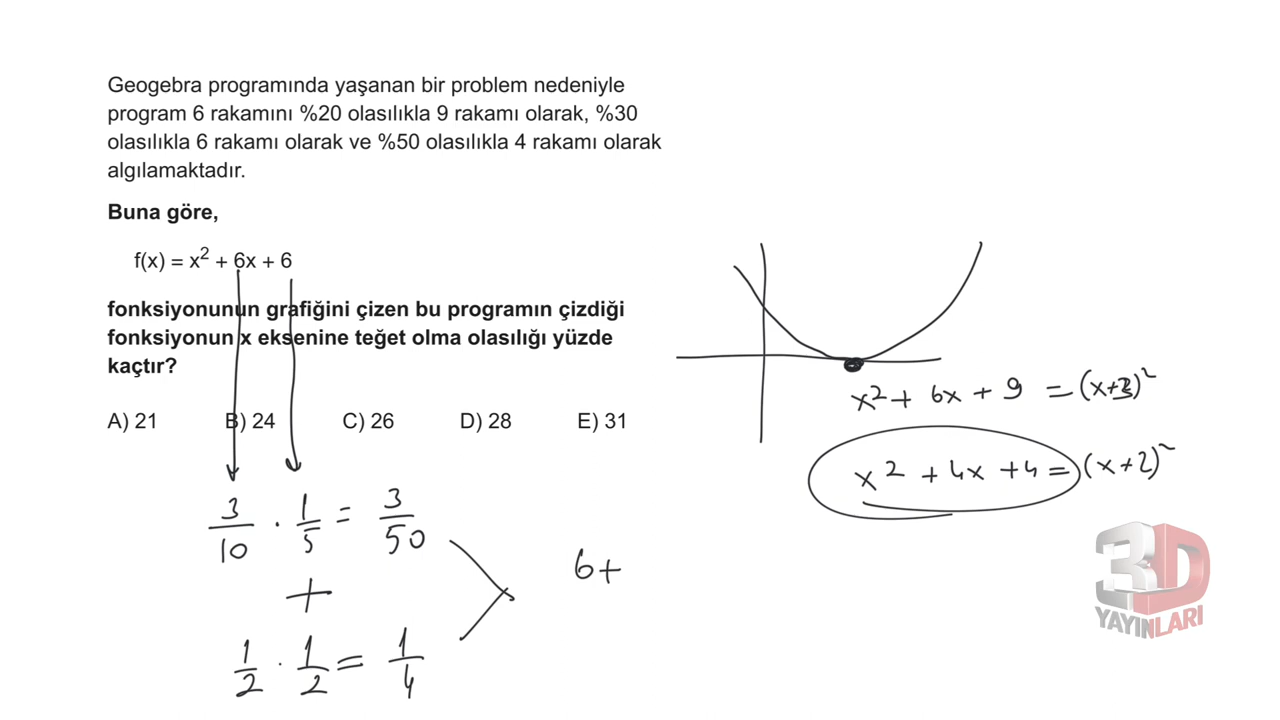 Geogebra programında yaşanan bir problem nedeniyle
program 6 rakamını %20 olasılıkla 9 rakamı olarak, %30
olasılıkla 6 rakamı olarak ve %50 olasılıkla 4 rakamı olarak
algılamaktadır.
Buna göre,
f(x) = x² + 6x + 6
fonksiyonunun grafiğini çizen bu programın çizdiği
fonksiyonun x eksenine teğet olma olasılığı yüzde
kaçtır?
A) 21 B) 24 C) 26 D) 28 E) 31
x² + 6x + 9 = (x+3)²
x² + 4x + 4 = (x+2)²
3/10 · 1/5 = 3/50
+
1/2 · 1/2 = 1/4
6+
3D
YAYINLARI